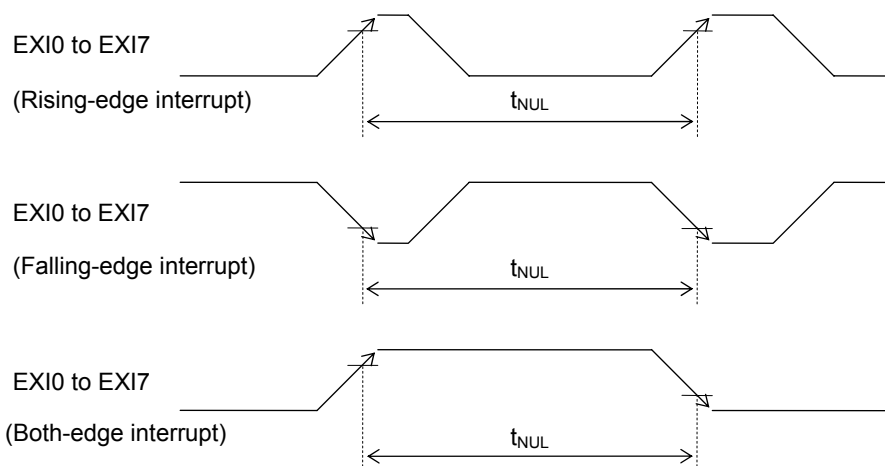 EXI0 to EXI7
(Rising-edge interrupt)
tNUL
EXI0 to EXI7
(Falling-edge interrupt)
tNUL
EXI0 to EXI7
(Both-edge interrupt)
tNUL